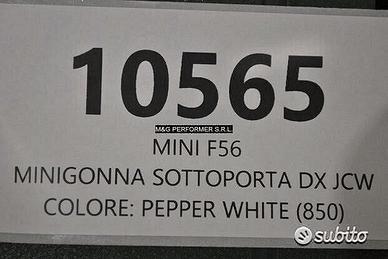 10565
M&G PERFORMER S.R.L.
MINI F56
MINIGONNA SOTTOPORTA DX JCW
COLORE: PEPPER WHITE (850)
subito